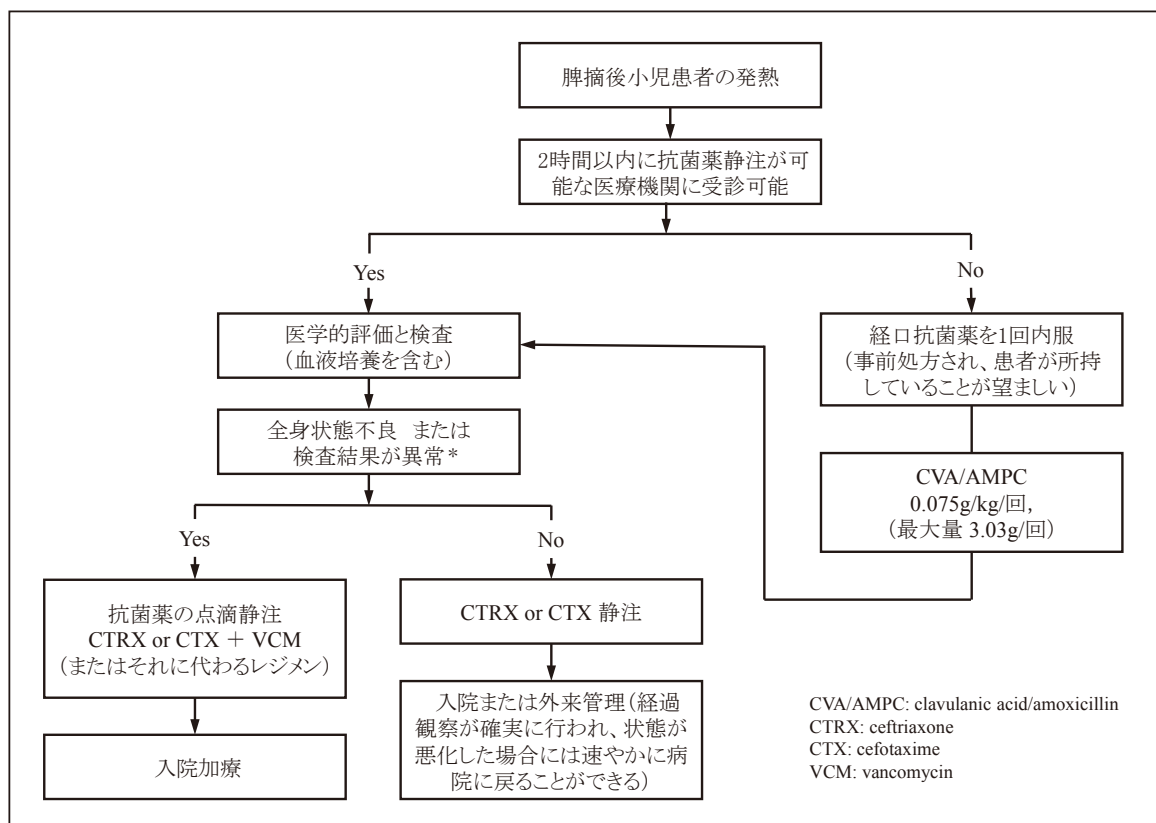 脾摘後小児患者の発熱
2時間以内に抗菌薬静注が可
能な医療機関に受診可能
Yes
No
医学的評価と検査
（血液培養を含む）
経口抗菌薬を1回内服
（事前処方され、患者が所持
していることが望ましい）
全身状態不良 または
検査結果が異常*
CVA/AMPC
0.075g/kg/回，
（最大量 3.03g/回）
Yes
No
抗菌薬の点滴静注
CTRX or CTX ＋ VCM
（またはそれに代わるレジメン）
CTRX or CTX 静注
入院加療
入院または外来管理（経過
観察が確実に行われ、状態が
悪化した場合には速やかに病
院に戻ることができる）
CVA/AMPC: clavulanic acid/amoxicillin
CTRX: ceftriaxone
CTX: cefotaxime
VCM: vancomycin